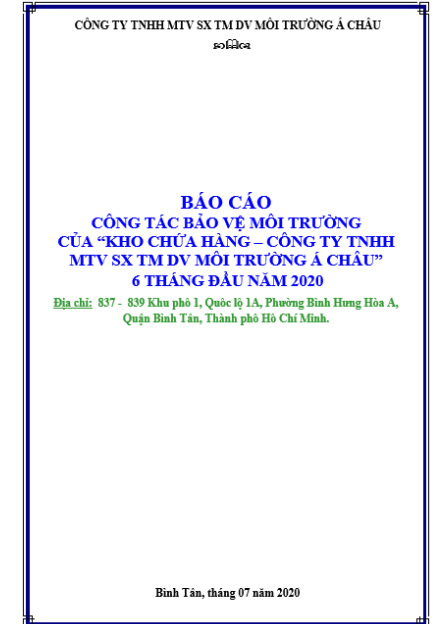 CÔNG TY TNHH MTV SX TM DV MÔI TRƯỜNG Á CHÂU
BÁO CÁO
CÔNG TÁC BẢO VỆ MÔI TRƯỜNG
CỦA “KHO CHỨA HÀNG – CÔNG TY TNHH
MTV SX TM DV MÔI TRƯỜNG Á CHÂU”
6 THÁNG ĐẦU NĂM 2020
Địa chỉ: 837 - 839 Khu phố 1, Quốc lộ 1A, Phường Bình Hưng Hòa A,
Quận Bình Tân, Thành phố Hồ Chí Minh.
Bình Tân, tháng 07 năm 2020